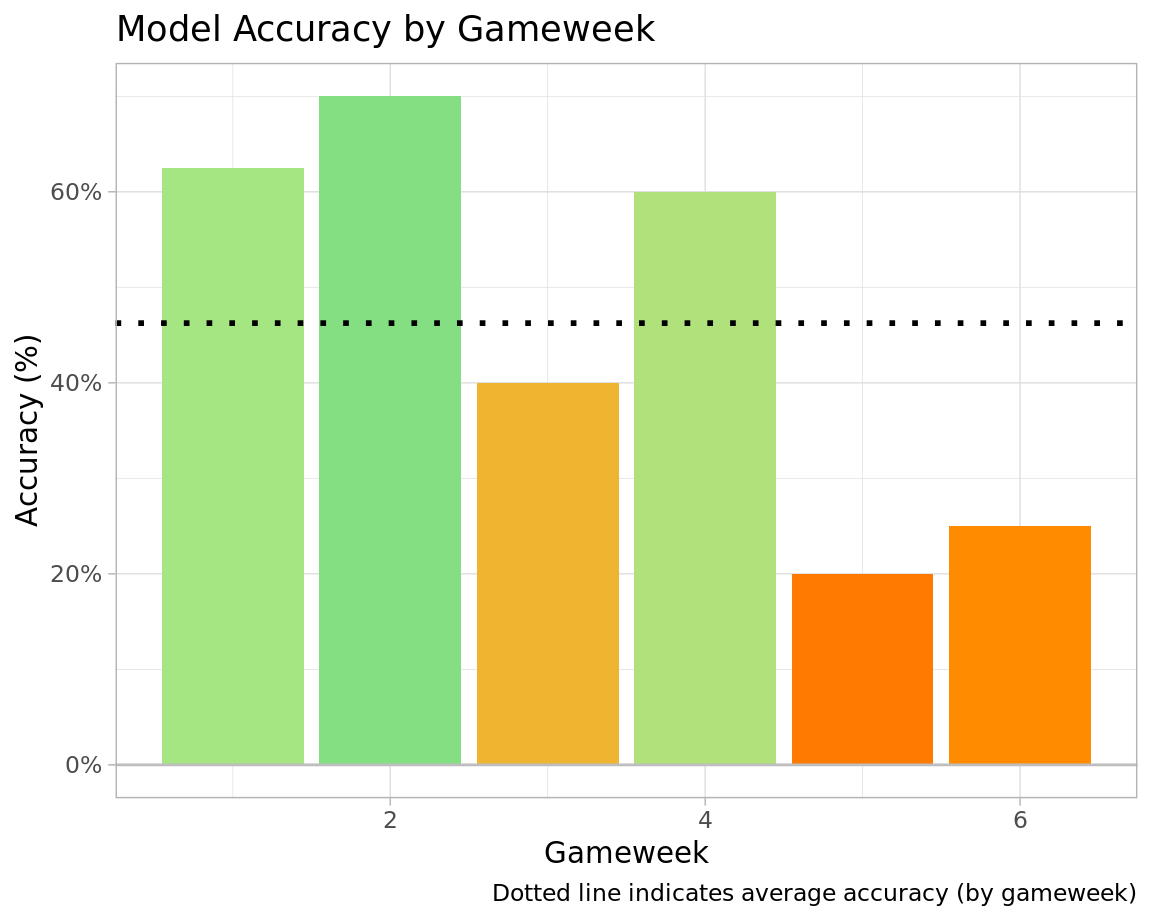 Model Accuracy by Gameweek
Accuracy (%)
60%
40%
20%
0%
2 4 6
Gameweek
Dotted line indicates average accuracy (by gameweek)